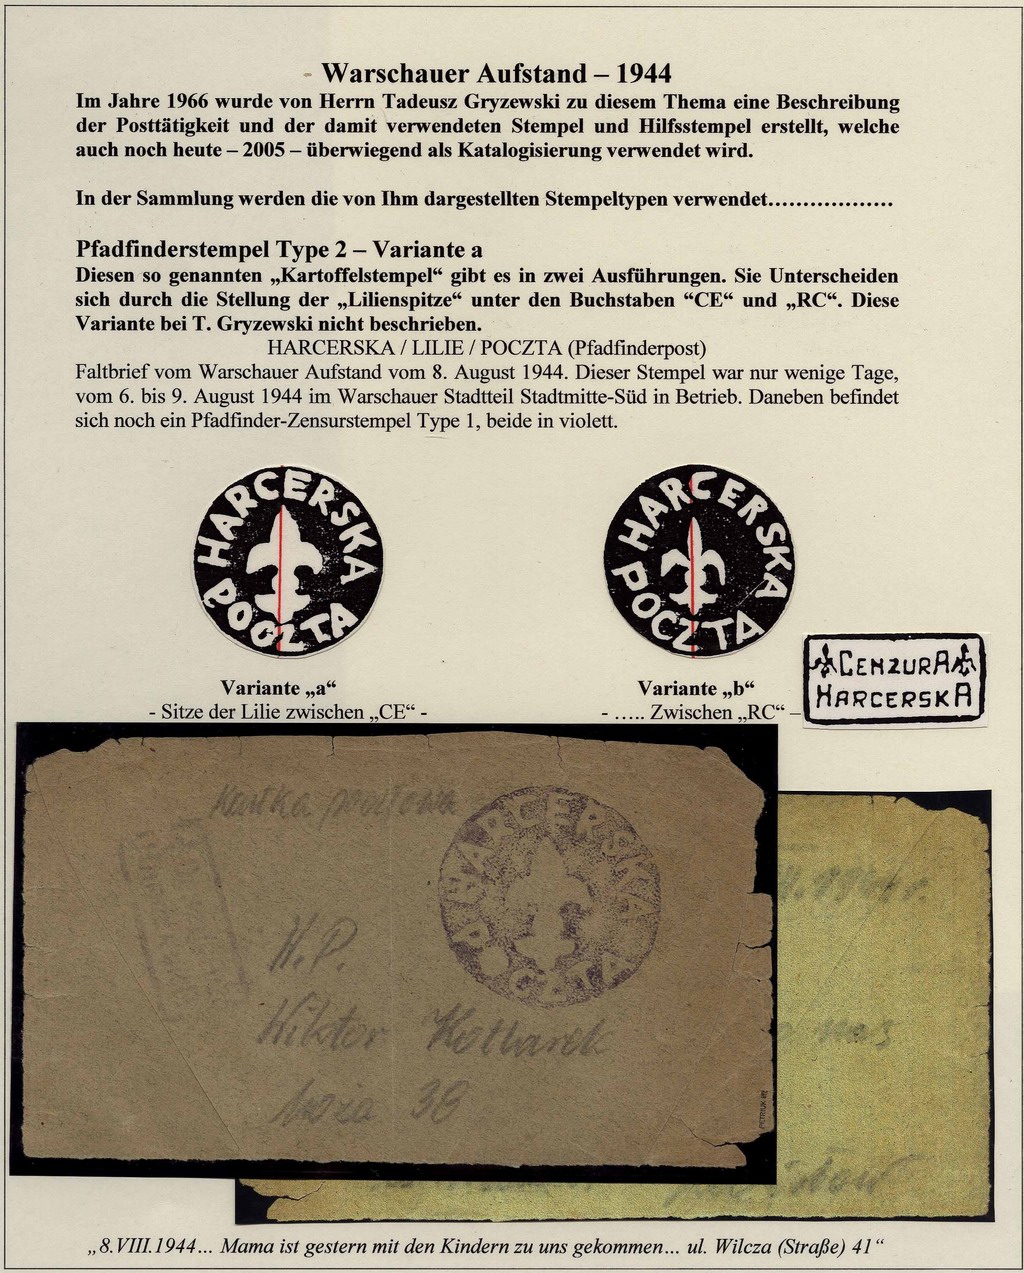 Warschauer Aufstand – 1944
Im Jahre 1966 wurde von Herrn Tadeusz Gryzewski zu diesem Thema eine Beschreibung
der Posttätigkeit und der damit verwendeten Stempel und Hilfsstempel erstellt, welche
auch noch heute – 2005 – überwiegend als Katalogisierung verwendet wird.
In der Sammlung werden die von Ihm dargestellten Stempeltypen verwendet..................
Pfadfinderstempel Type 2 – Variante a
Diesen so genannten „Kartoffelstempel“ gibt es in zwei Ausführungen. Sie Unterscheiden
sich durch die Stellung der „Lilienspitze“ unter den Buchstaben “CE“ und „RC“. Diese
Variante bei T. Gryzewski nicht beschrieben.
HARCERSKA / LILIE / POCZTA (Pfadfinderpost)
Faltbrief vom Warschauer Aufstand vom 8. August 1944. Dieser Stempel war nur wenige Tage,
vom 6. bis 9. August 1944 im Warschauer Stadtteil Stadtmitte-Süd in Betrieb. Daneben befindet
sich noch ein Pfadfinder-Zensurstempel Type 1, beide in violett.
HARCERSKA
POCZTA
HARCERSKA
POCZTA
CENZURA
HARCERSKA
Variante „a“
- Sitze der Lilie zwischen „CE“ -
Variante „b“
- ..... Zwischen „RC“ –
Kartka pocztowa
HARCERSKA
POCZTA
W.P.
Wiktor
38
PETRIUK
„8.VIII.1944... Mama ist gestern mit den Kindern zu uns gekommen... ul. Wilcza (Straße) 41“